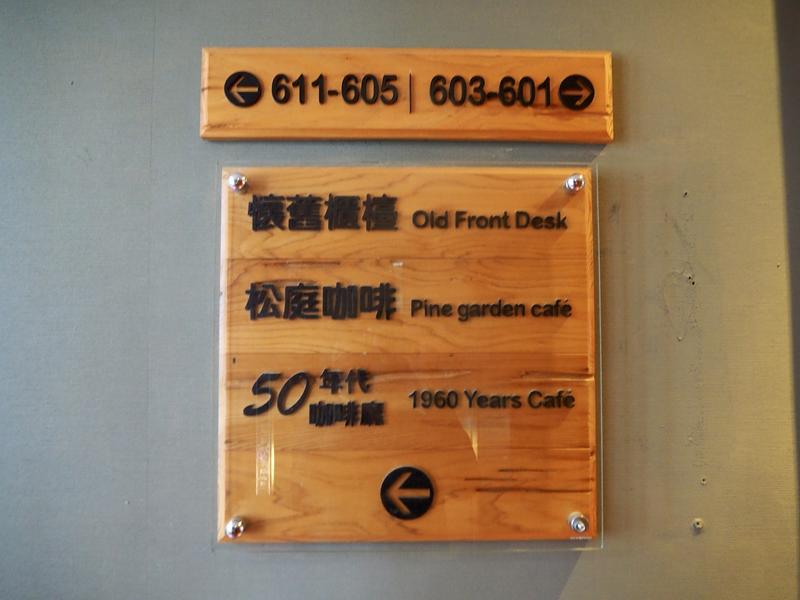 611-605 | 603-601
懷舊櫃檯 Old Front Desk
松庭咖啡 Pine garden café
50年代
咖啡廳 1960 Years Café